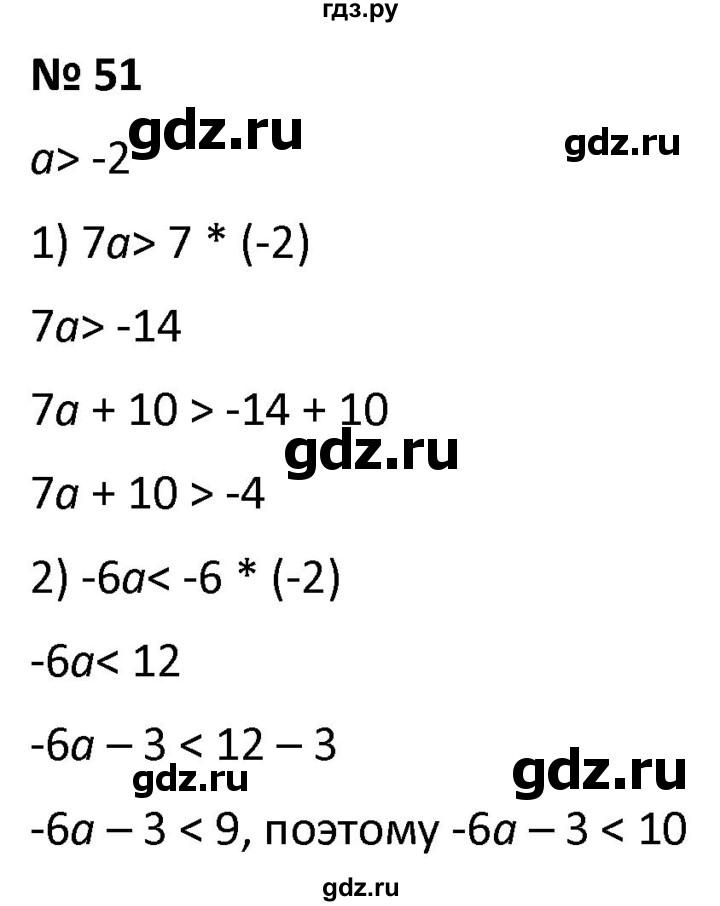 гдз.ру
№ 51
gdz.ru
gdz.ru
a> -2
1) 7a> 7 * (-2)
7a> -14
7a + 10 > -14 + 10
gdz.ru
7a + 10 > -4
2) -6a< -6 * (-2)
-6a< 12
-6a – 3 < 12 – 3
gdz.ru
gdz.ru
-6a – 3 < 9, поэтому -6a – 3 < 10
gdz.ru